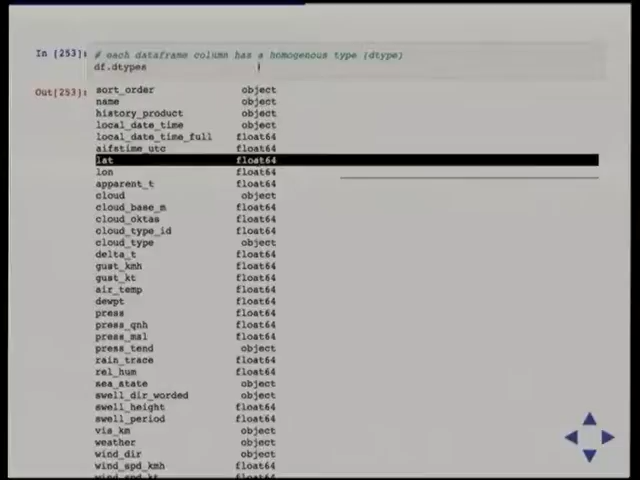 In [253]: # each dataframe column has a homogenous type (dtype)
df.dtypes
Out[253]: sort_order object
name object
history_product object
local_date_time object
local_date_time_full float64
aifstime_utc float64
lat float64
lon float64
apparent_t float64
cloud object
cloud_base_m float64
cloud_oktas float64
cloud_type_id float64
cloud_type object
delta_t float64
gust_kmh float64
gust_kt float64
air_temp float64
dewpt float64
press float64
press_qnh float64
press_msl float64
press_tend object
rain_trace float64
rel_hum float64
sea_state object
swell_dir_worded object
swell_height float64
swell_period float64
vis_km object
weather object
wind_dir object
wind_spd_kmh float64
wind_spd_kt float64